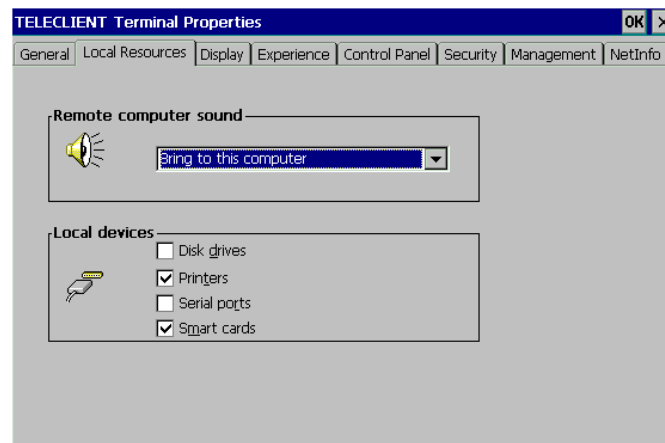 TELECLIENT Terminal Properties OK ×
General Local Resources Display Experience Control Panel Security Management NetInfo
Remote computer sound
Bring to this computer
Local devices
Disk drives
Printers
Serial ports
Smart cards